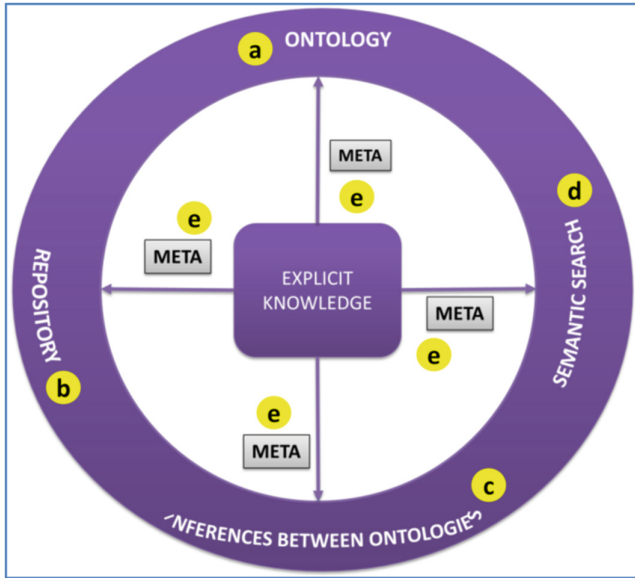 a ONTOLOGY
META
e
d
e
META
REPOSITORY
EXPLICIT
KNOWLEDGE
SEMANTIC SEARCH
META
e
b
e
META
c
INFERENCES BETWEEN ONTOLOGIES